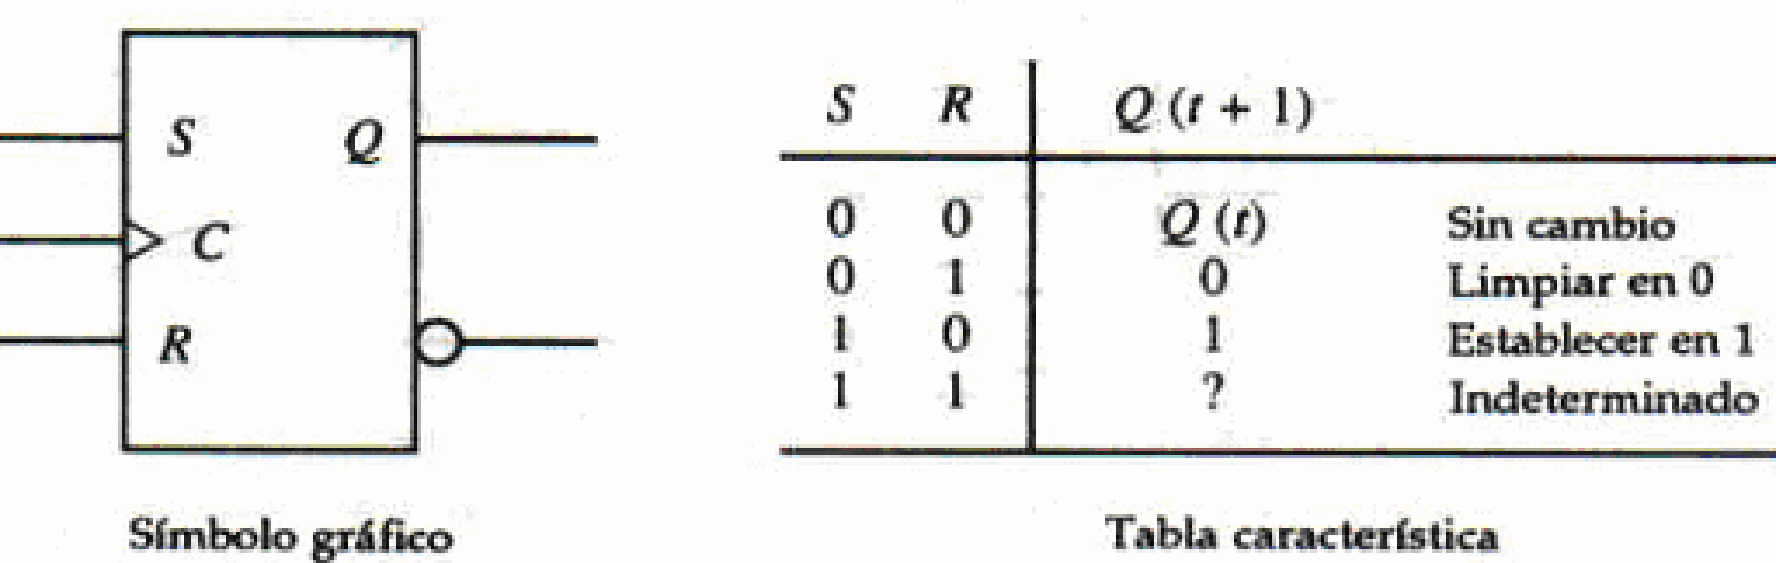 S Q
C
R
Símbolo gráfico
S R Q (t + 1)
0 0 Q (t) Sin cambio
0 1 0 Limpiar en 0
1 0 1 Establecer en 1
1 1 ? Indeterminado
Tabla característica